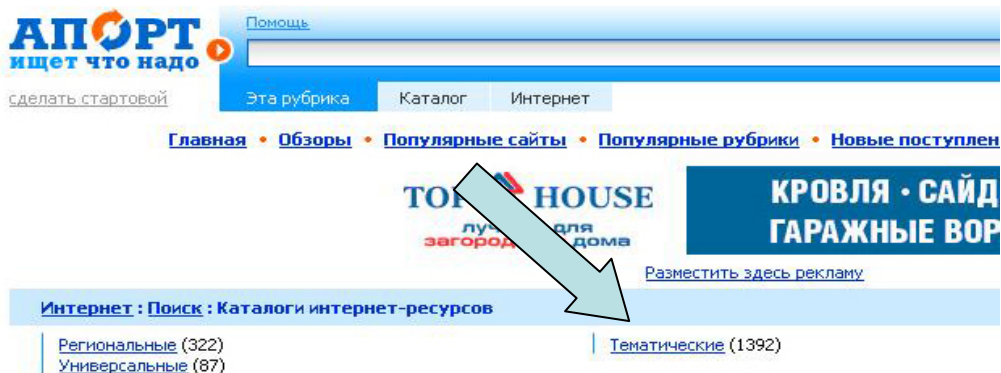 АПОРТ
ищет что надо
Помощь
сделать стартовой
Эта рубрика Каталог Интернет
Главная • Обзоры • Популярные сайты • Популярные рубрики • Новые поступлен
HOUSE
для
дома
КРОВЛЯ · САЙД
ГАРАЖНЫЕ ВОР
Разместить здесь рекламу
Интернет : Поиск : Каталоги интернет-ресурсов
Региональные (322)
Тематические (1392)
Универсальные (87)